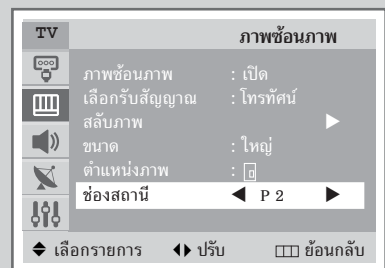 TV ภาพซ้อนภาพ
ภาพซ้อนภาพ : เปิด
เลือกรับสัญญาณ : โทรทัศน์
สลับภาพ
ขนาด : ใหญ่
ตำแหน่งภาพ :
ช่องสถานี ◀ P 2 ▶
เลือกรายการ ปรับ ย้อนกลับ